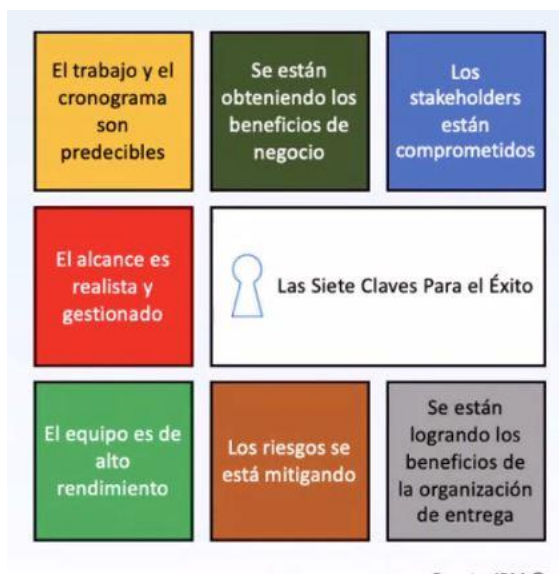 El trabajo y el
cronograma
son
predecibles
Se están
obteniendo los
beneficios de
negocio
Los
stakeholders
están
comprometidos
El alcance es
realista y
gestionado
Las Siete Claves Para el Éxito
El equipo es de
alto
rendimiento
Los riesgos se
está mitigando
Se están
logrando los
beneficios de
la organización
de entrega